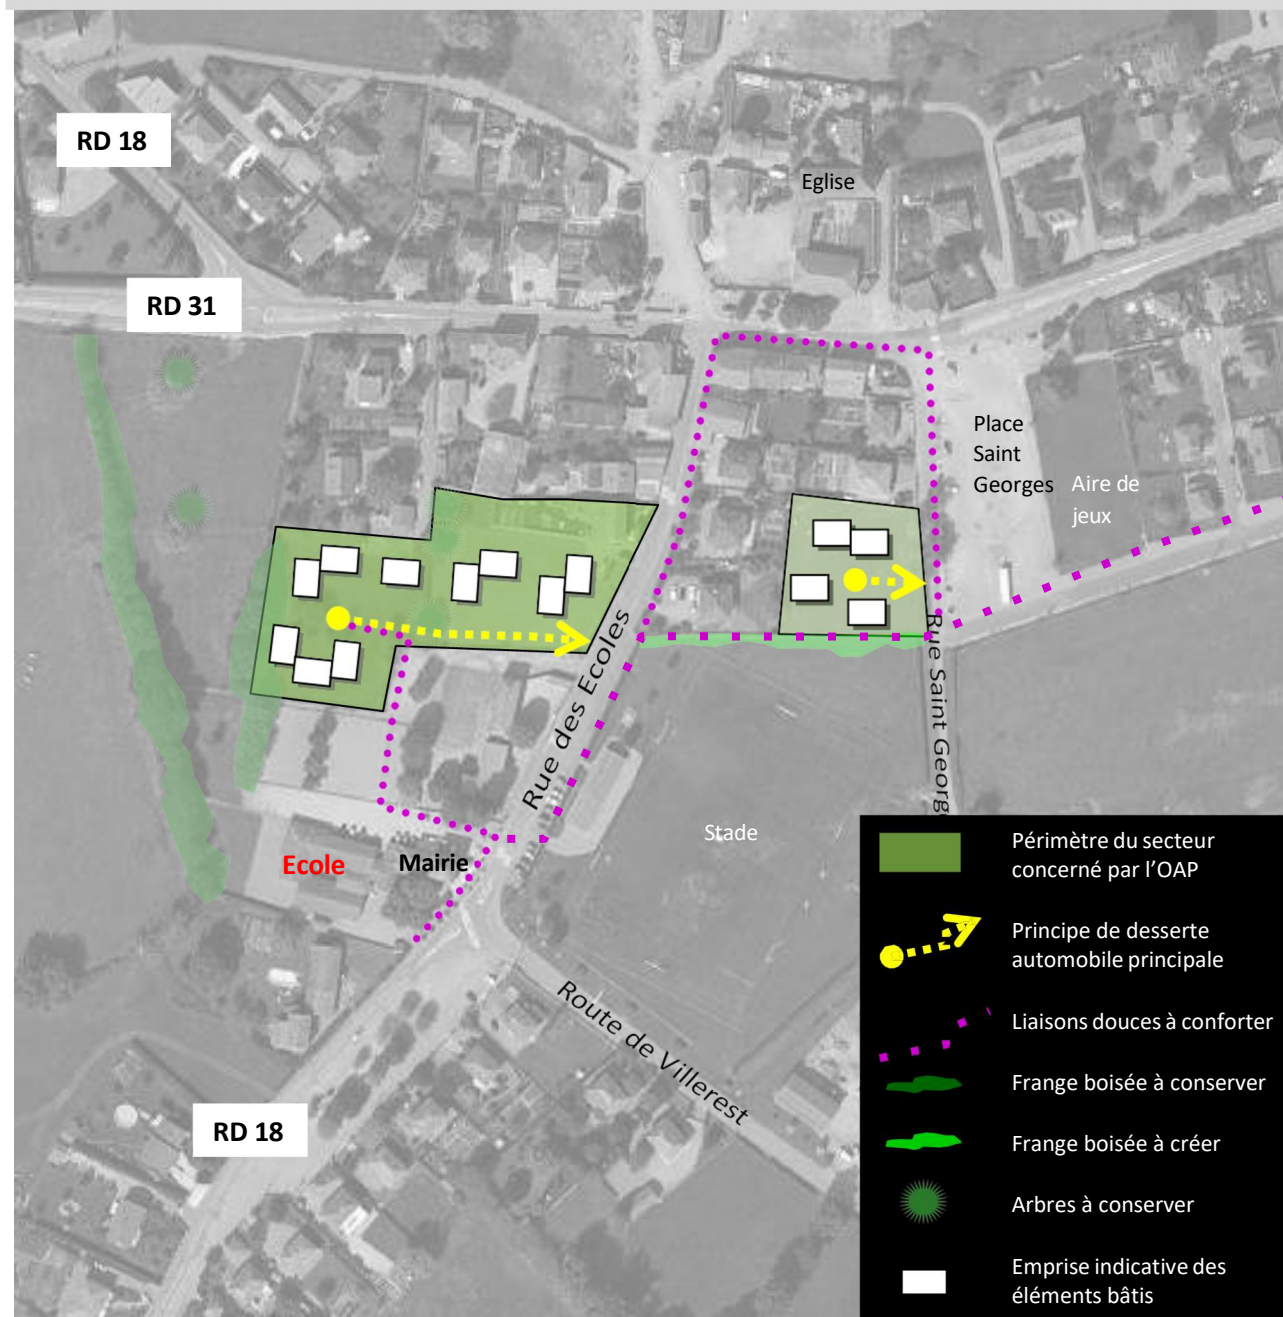 RD 18
Eglise
RD 31
Place
Saint
Georges
Aire de
jeux
Rue des Ecoles
Rue Saint Georg
Stade
Ecole
Mairie
Route de Villerest
RD 18
Périmètre du secteur
concerné par l’OAP
Principe de desserte
automobile principale
Liaisons douces à conforter
Frange boisée à conserver
Frange boisée à créer
Arbres à conserver
Emprise indicative des
éléments bâtis